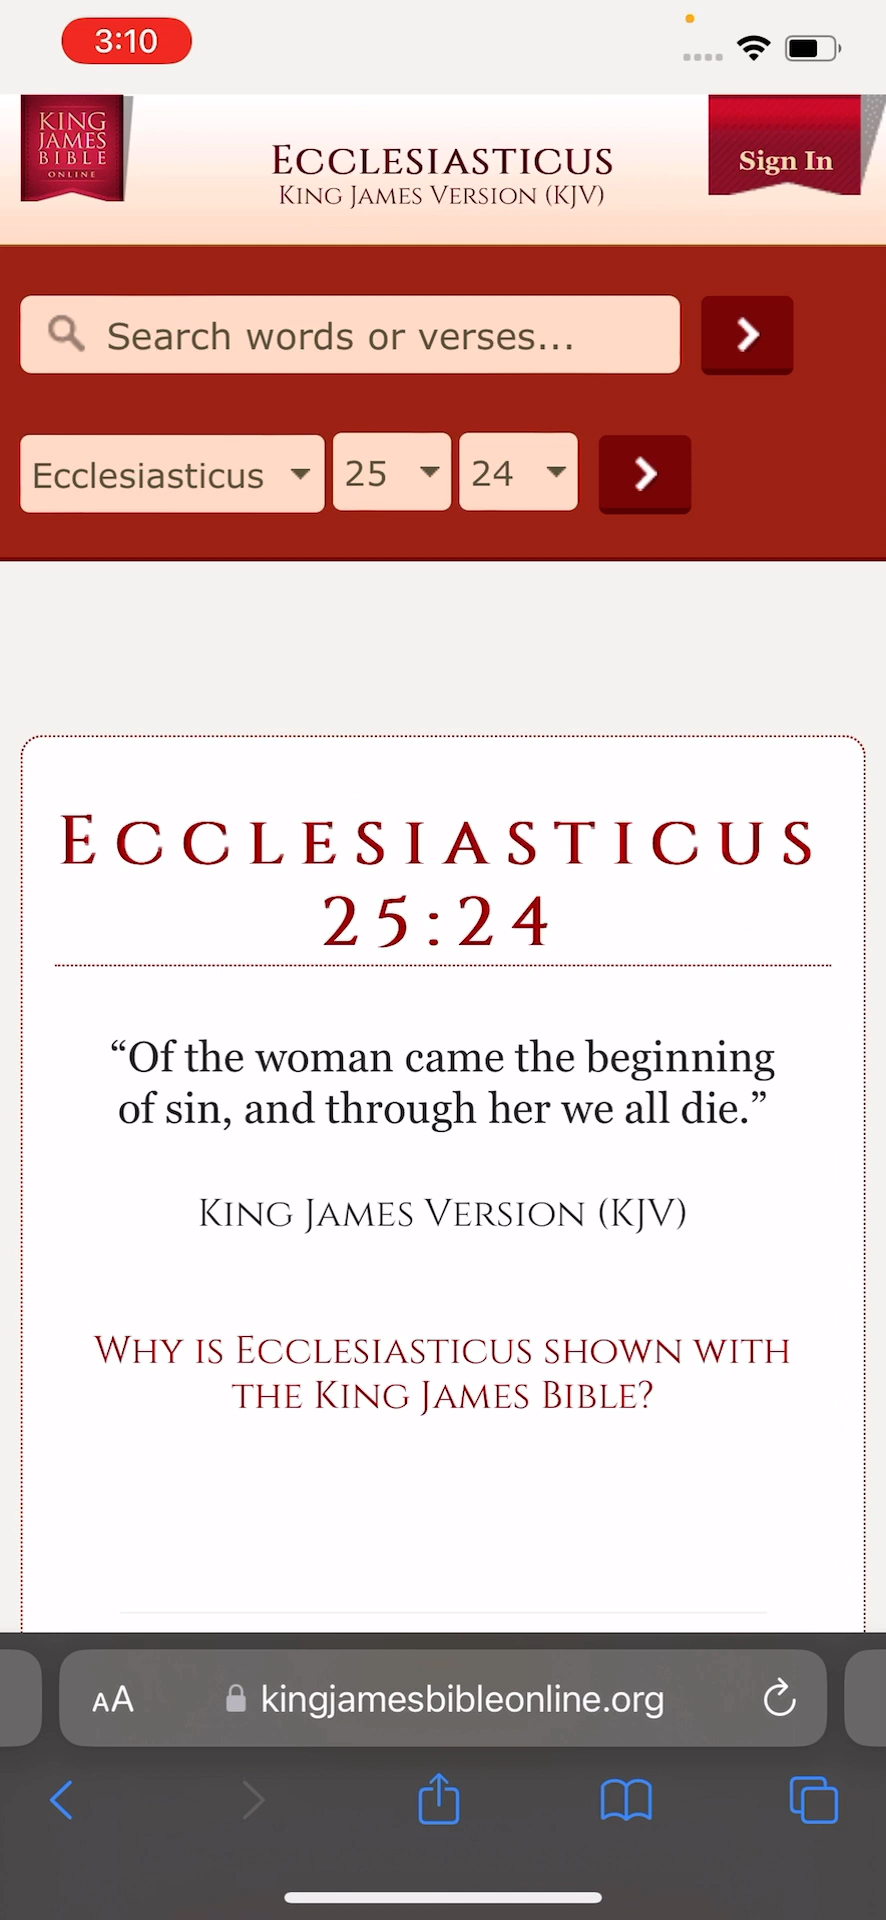 3:10
KING
JAMES
BIBLE
ONLINE
ECCLESIASTICUS
KING JAMES VERSION (KJV)
Sign In
Search words or verses...
Ecclesiasticus 25 24
ECCLESIASTICUS
25:24
“Of the woman came the beginning
of sin, and through her we all die.”
KING JAMES VERSION (KJV)
WHY IS ECCLESIASTICUS SHOWN WITH
THE KING JAMES BIBLE?
AA kingjamesbibleonline.org